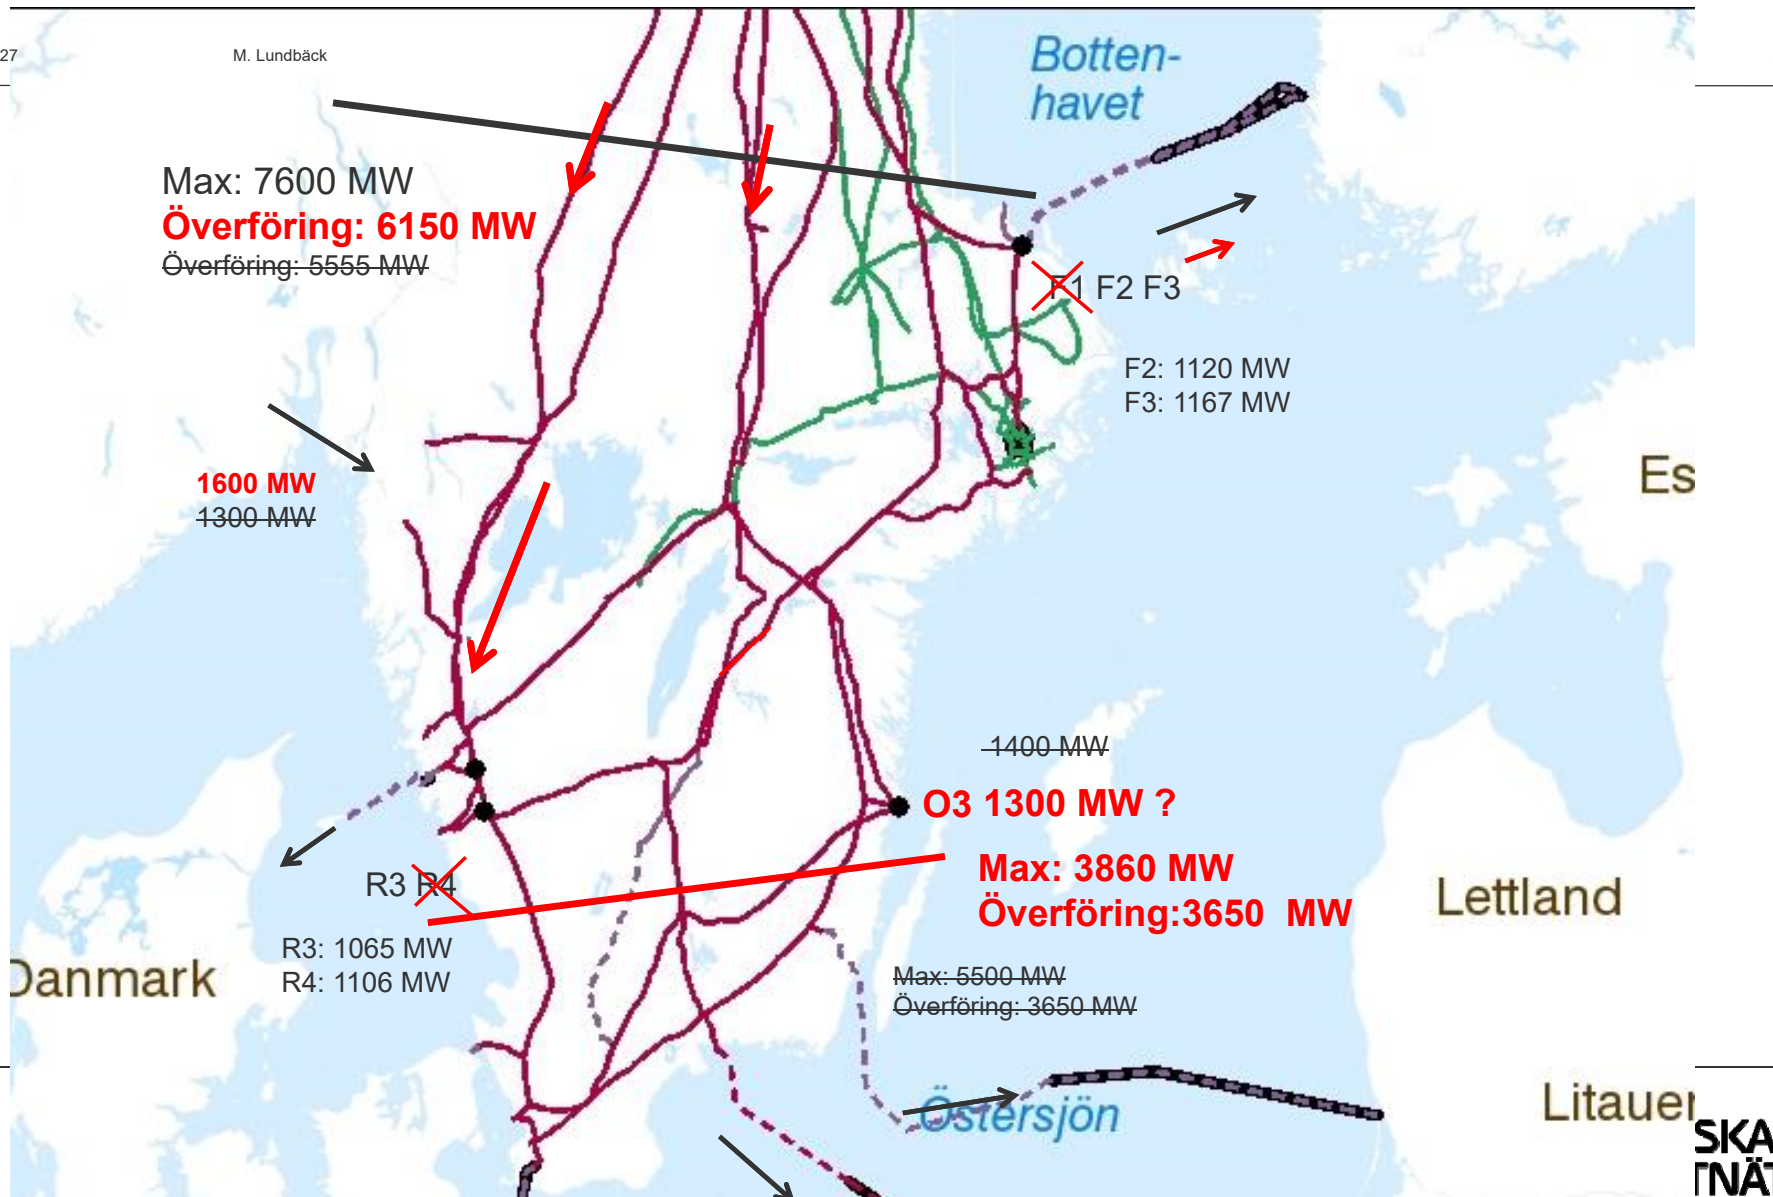 27
M. Lundbäck
Botten-
havet
Max: 7600 MW
Överföring: 6150 MW
Överföring: 5555 MW
F1 F2 F3
F2: 1120 MW
F3: 1167 MW
1600 MW
1300 MW
Es
1400 MW
O3 1300 MW ?
Max: 3860 MW
Överföring:3650 MW
R3 R4
R3: 1065 MW
R4: 1106 MW
Max: 5500 MW
Överföring: 3650 MW
Lettland
Danmark
Östersjön
Litauen
SKA
TNÄT